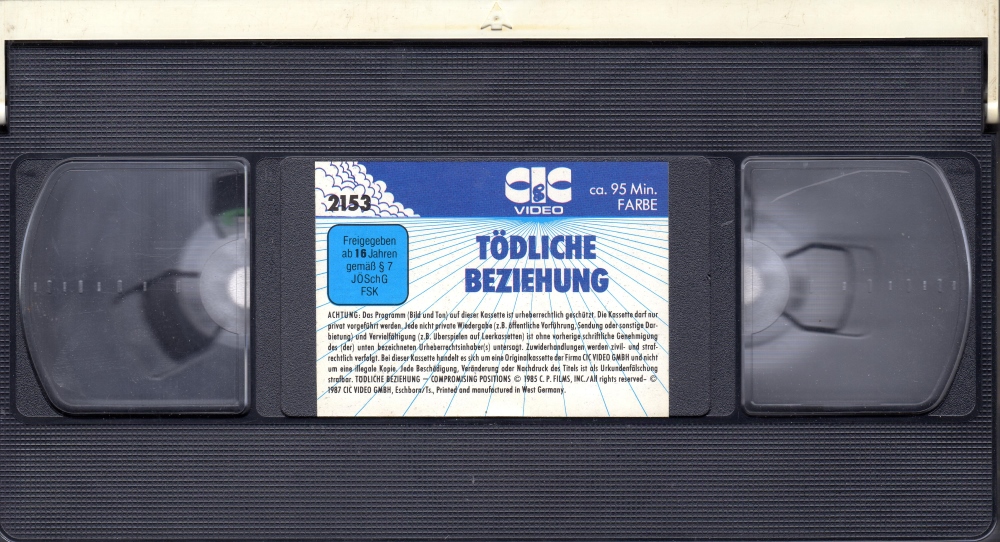 2153
CIC
&
VIDEO
ca. 95 Min.
FARBE
Freigegeben
ab 16 Jahren
gemäß § 7
JÖSchG
FSK
TÖDLICHE
BEZIEHUNG
ACHTUNG: Das Programm (Bild und Ton) auf dieser Kassette ist urheberrechtlich geschützt. Die Kassette darf nur
privat vorgeführt werden. Jede nicht private Wiedergabe (z.B. öffentliche Vorführung, Sendung oder sonstige Dar-
bietung) und Vervielfältigung (z.B. Überspielen auf Leerkassetten) ist ohne vorherige schriftliche Genehmigung
des (der) unten bezeichneten Urheberrechtsinhaber(s) untersagt. Zuwiderhandlungen werden zivil- und straf-
rechtlich verfolgt. Bei dieser Kassette handelt es sich um eine Originalkassette der Firma CIC VIDEO GMBH und nicht
um eine illegale Kopie. Jede Beschädigung, Veränderung oder Nachdruck des Titels ist als Urkundenfälschung
strafbar. TÖDLICHE BEZIEHUNG — COMPROMISING POSITIONS © 1985 C. P. FILMS, INC./All rights reserved- ©
1987 CIC VIDEO GMBH, Eschborn/Ts., Printed and manufactured in West Germany.